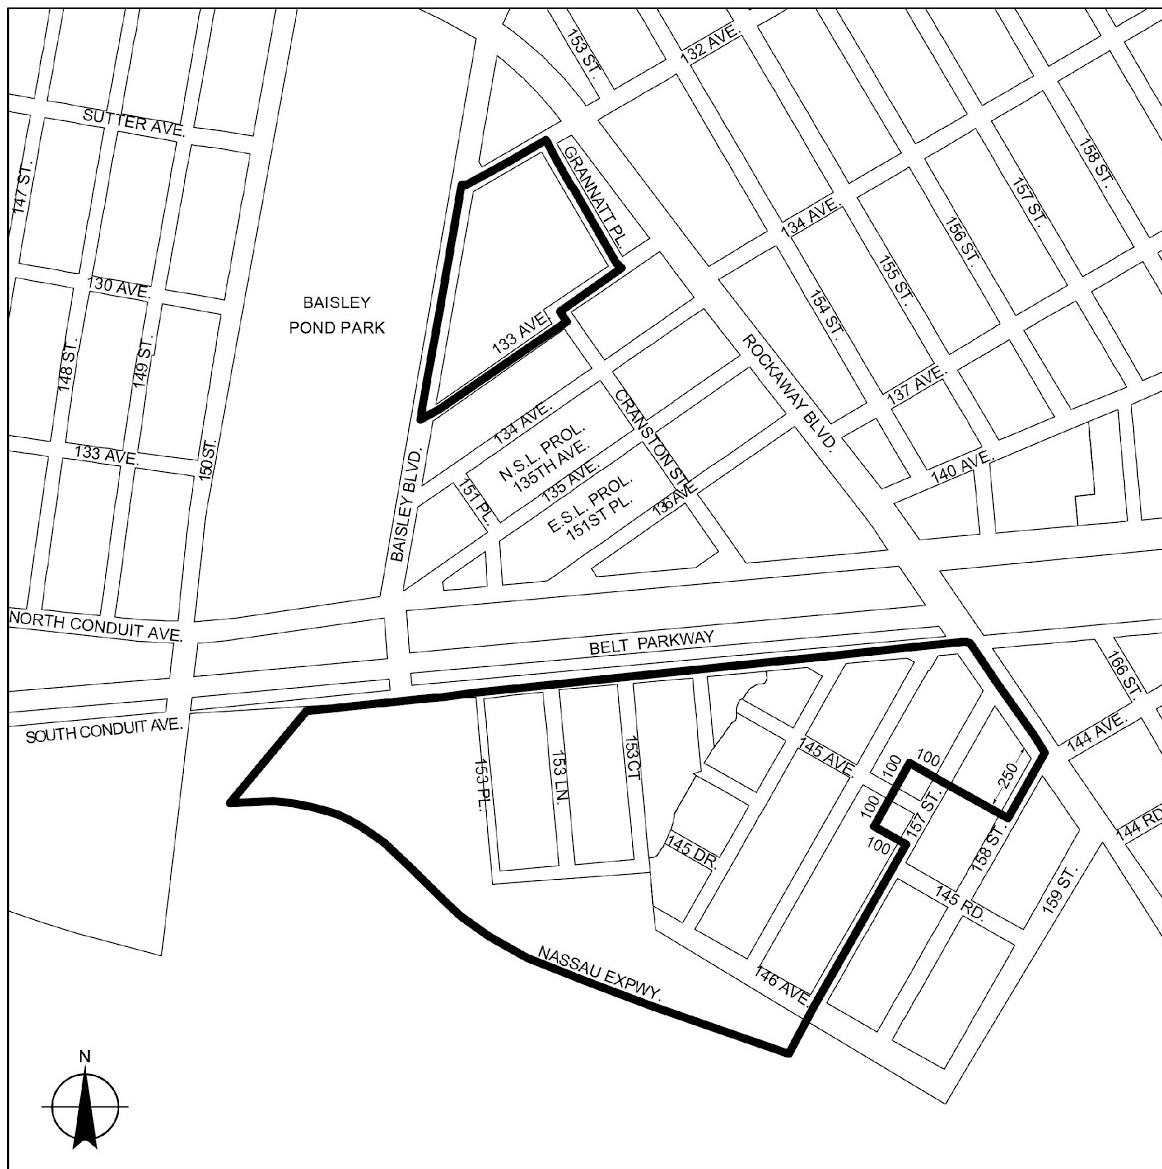 153 ST.
132 AVE.
SUTTER AVE.
GRANNATT PL.
158 ST.
147 ST.
157 ST.
134 AVE.
156 ST.
155 ST.
130 AVE.
BAISLEY
POND PARK
154 ST.
133 AVE.
148 ST.
149 ST.
ROCKAWAY BLVD.
137 AVE.
CRANSTON ST.
134 AVE.
N.S.L. PROL.
135TH AVE.
133 AVE.
150 ST.
140 AVE.
135 AVE.
151 PL.
E.S.L. PROL.
151ST PL.
136 AVE
BAISLEY BLVD.
NORTH CONDUIT AVE.
BELT PARKWAY
166 ST.
SOUTH CONDUIT AVE.
144 AVE.
153 PL.
153 LN.
153 CT
145 AVE.
100
100
250
100
157 ST.
144 RD.
100
158 ST.
145 DR.
159 ST.
145 RD.
NASSAU EXPWY.
146 AVE.
N